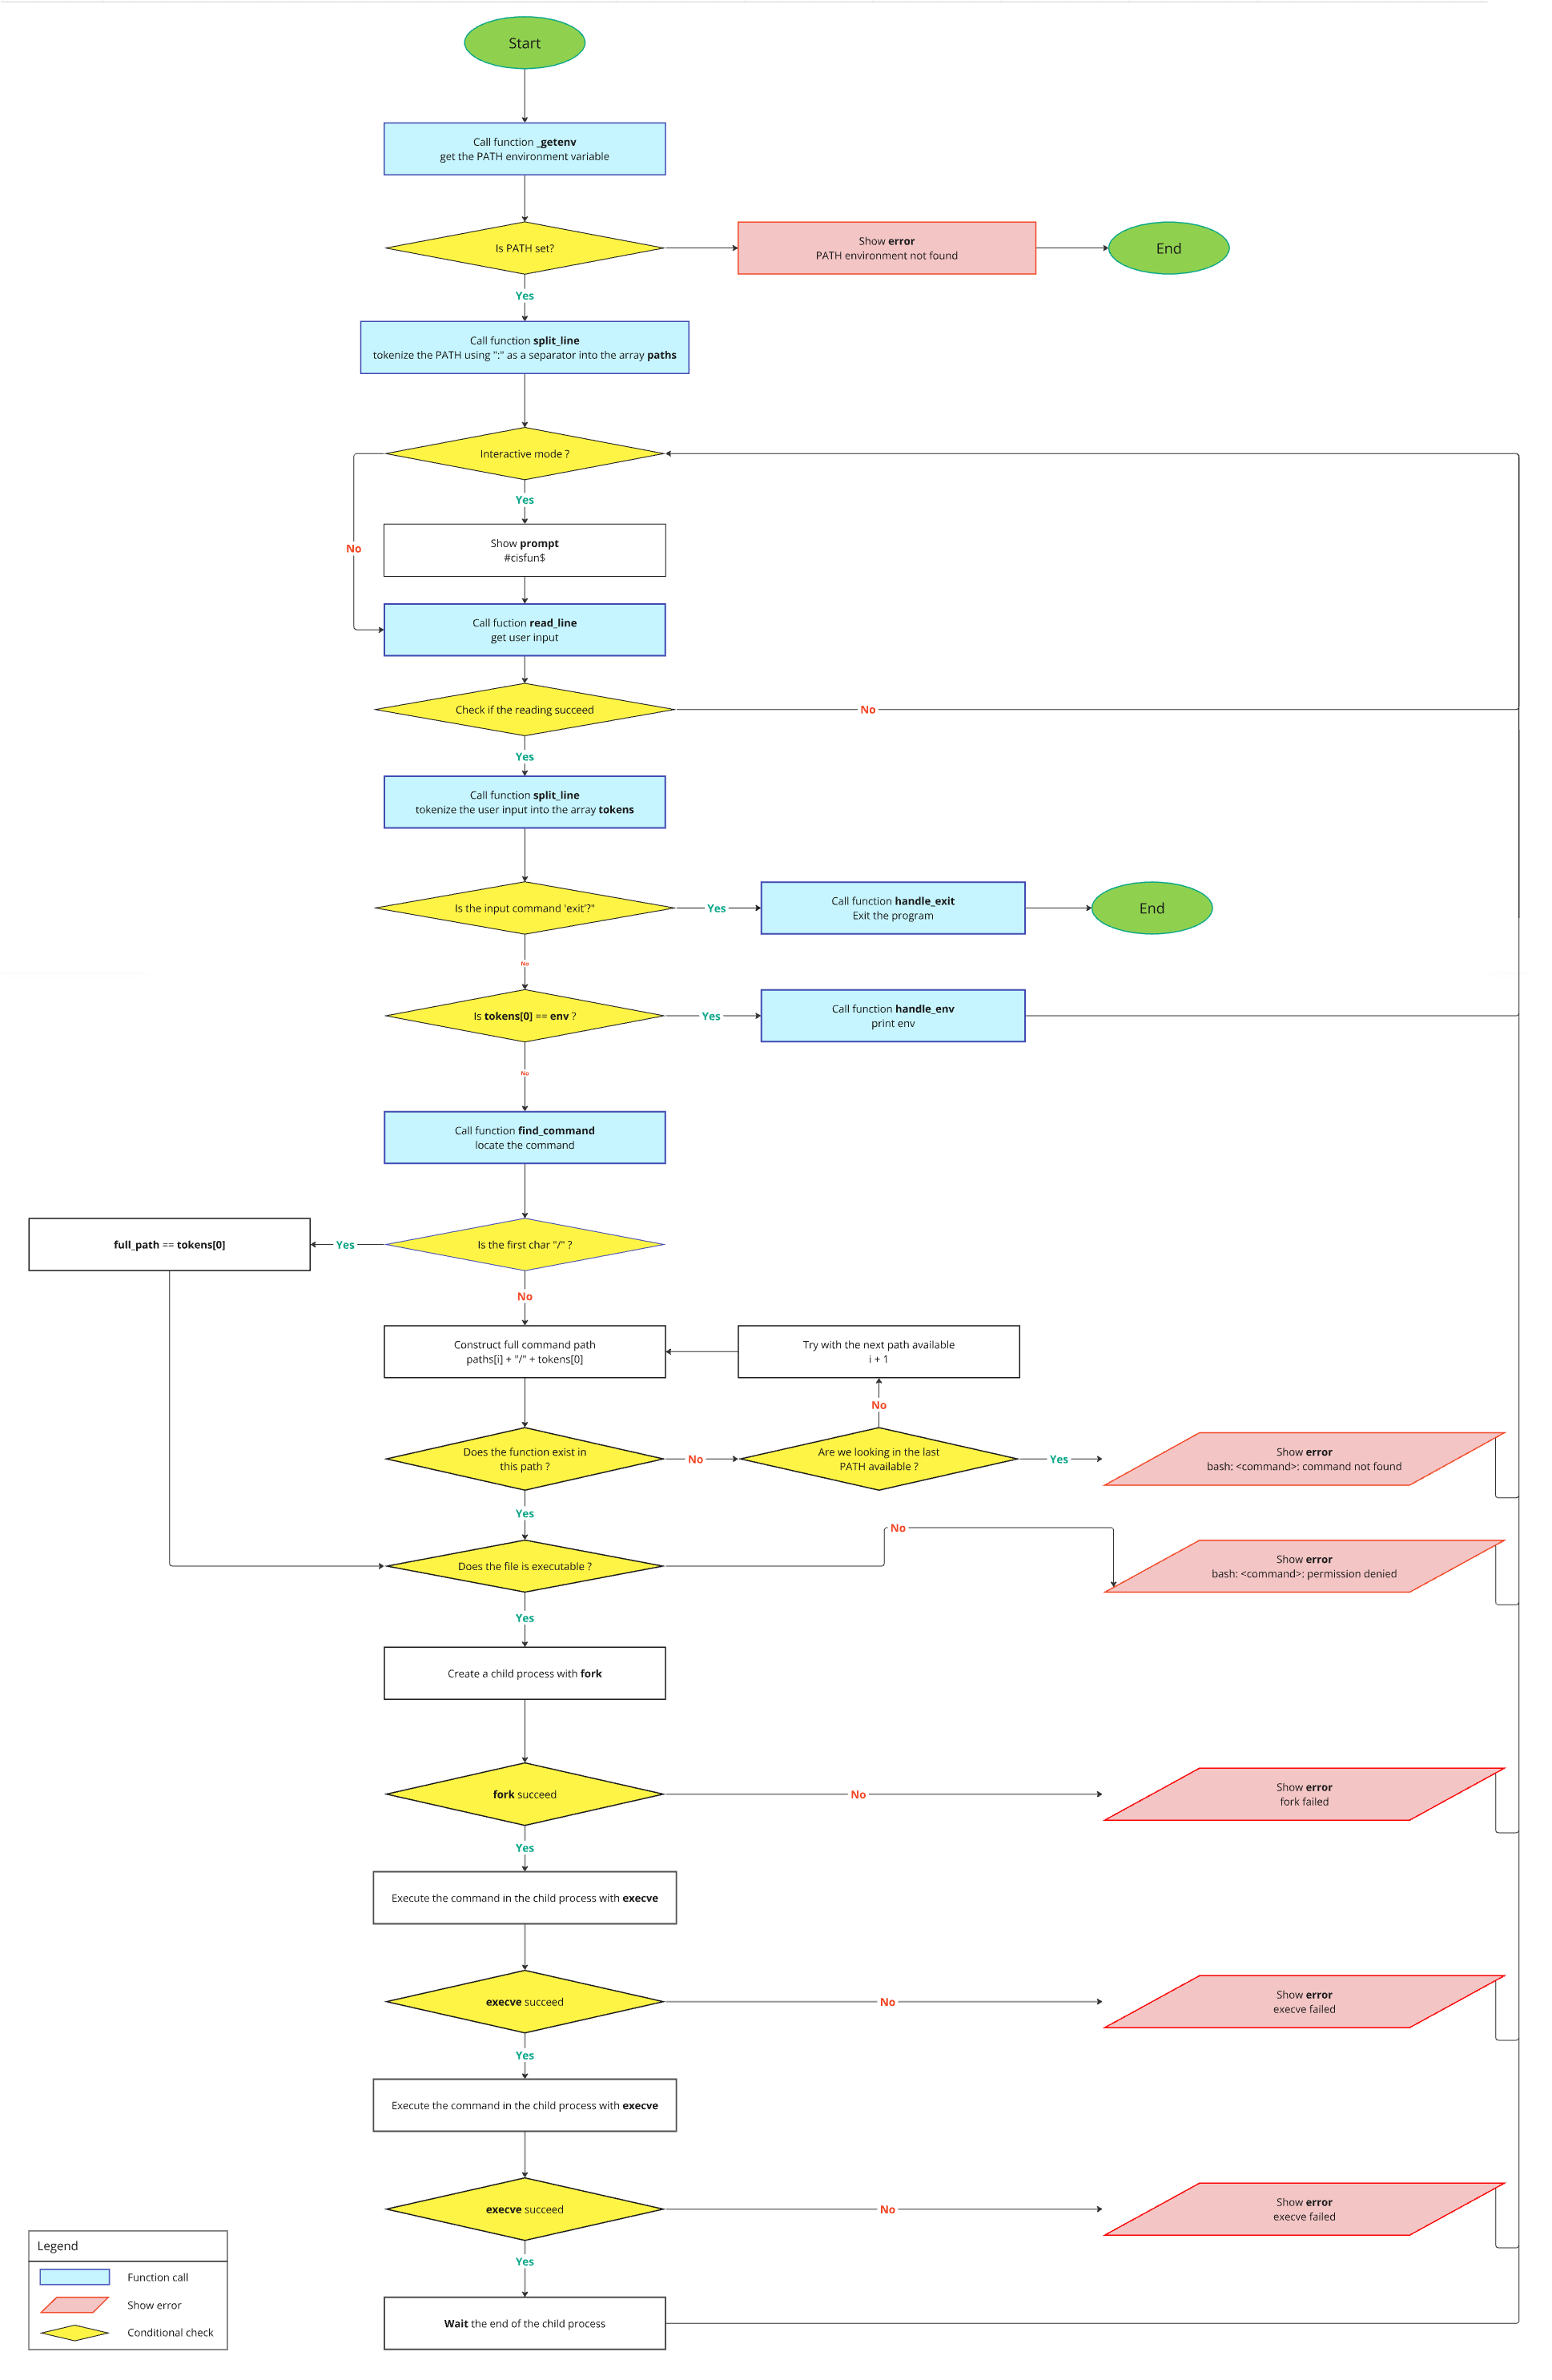 Start
Call function _getenv
get the PATH environment variable
Is PATH set?
Show error
PATH environment not found
End
Yes
Call function split_line
tokenize the PATH using ":" as a separator into the array paths
Interactive mode ?
Yes
No
Show prompt
#cisfun$
Call fuction read_line
get user input
Check if the reading succeed
No
Yes
Call function split_line
tokenize the user input into the array tokens
Is the input command 'exit'?"
Yes
Call function handle_exit
Exit the program
End
No
Is tokens[0] == env ?
Yes
Call function handle_env
print env
No
Call function find_command
locate the command
full_path == tokens[0]
Yes
Is the first char "/" ?
No
Construct full command path
paths[i] + "/" + tokens[0]
Try with the next path available
i + 1
No
Does the function exist in
this path ?
No
Are we looking in the last
PATH available ?
Yes
Show error
bash: <command>: command not found
Yes
No
Does the file is executable ?
Show error
bash: <command>: permission denied
Yes
Create a child process with fork
fork succeed
No
Show error
fork failed
Yes
Execute the command in the child process with execve
execve succeed
No
Show error
execve failed
Yes
Execute the command in the child process with execve
execve succeed
No
Show error
execve failed
Yes
Wait the end of the child process
Legend
Function call
Show error
Conditional check